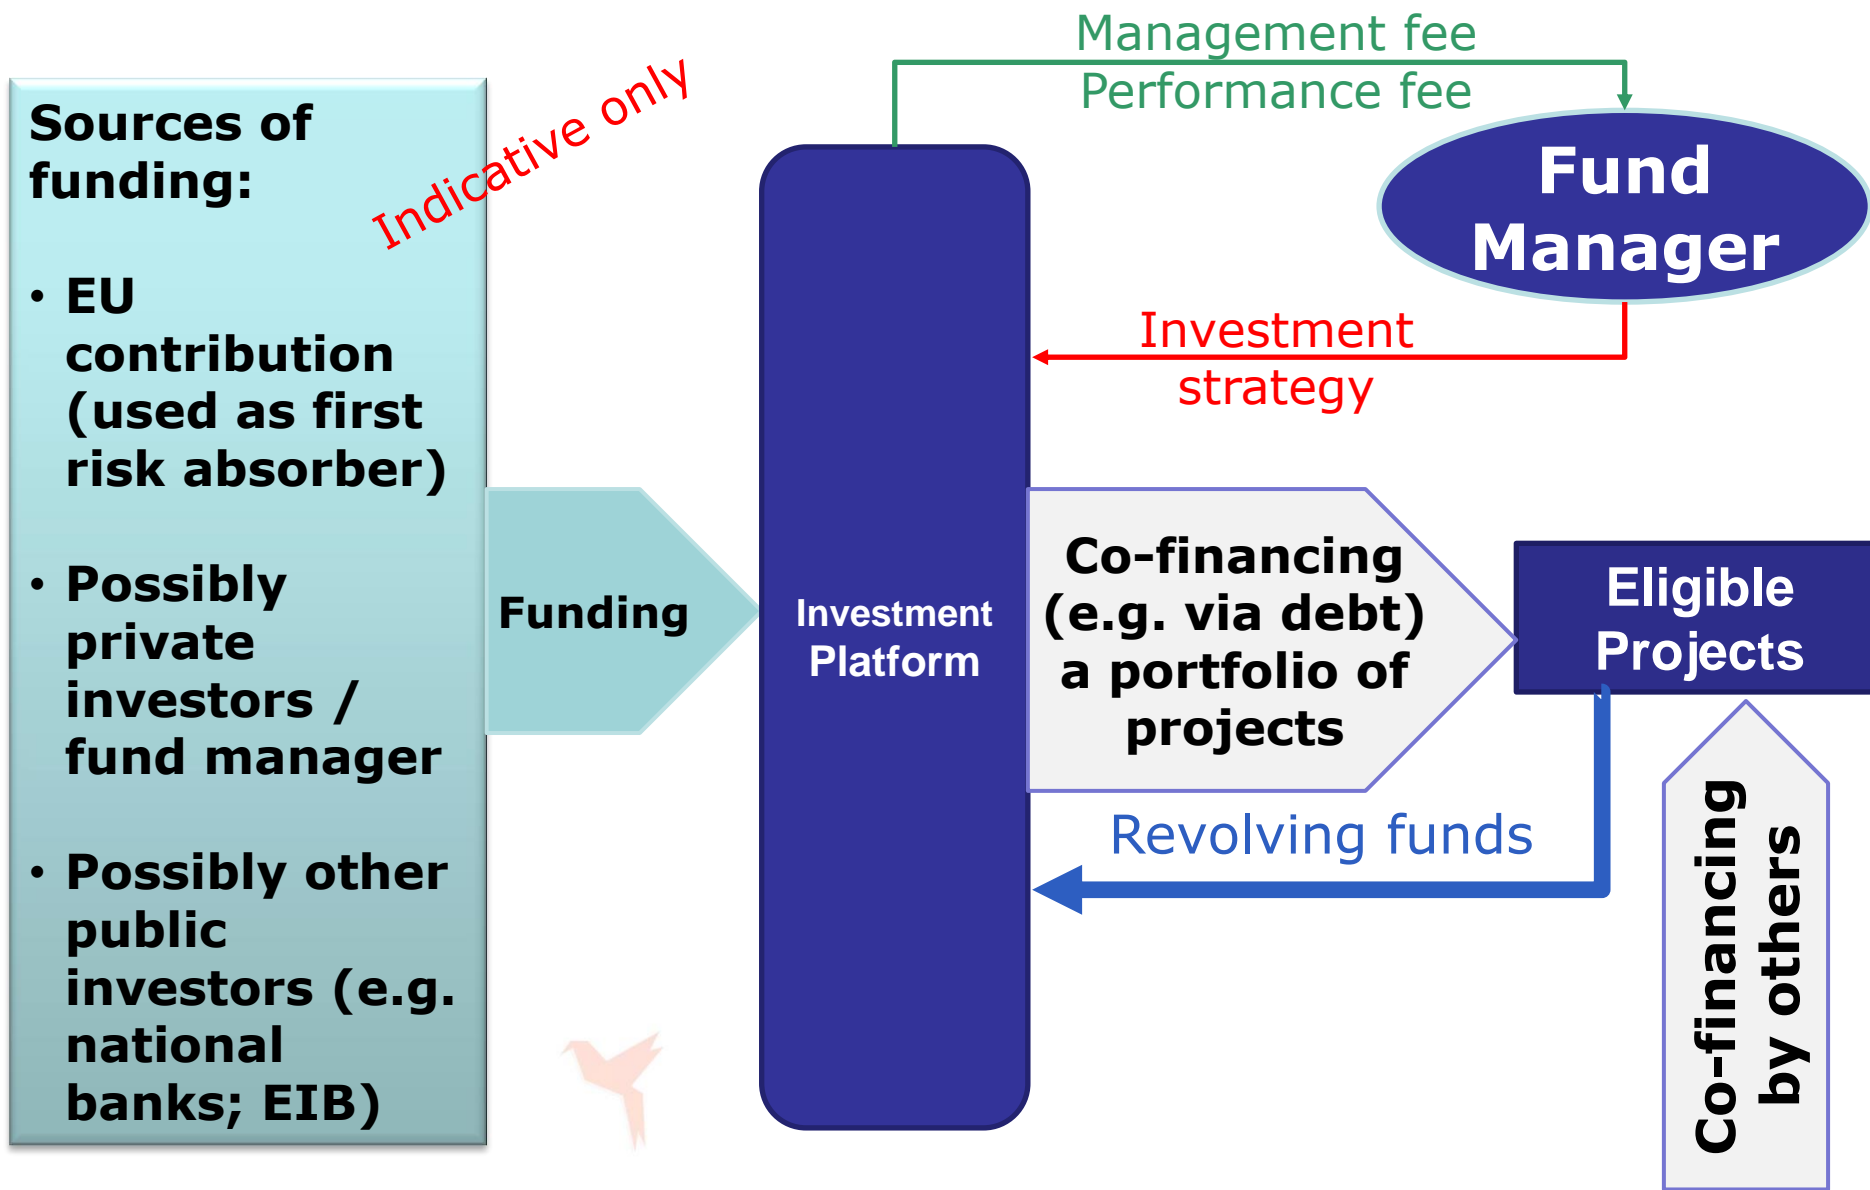 Sources of
funding:
• EU
contribution
(used as first
risk absorber)
• Possibly
private
investors /
fund manager
• Possibly other
public
investors (e.g.
national
banks; EIB)
Indicative only
Funding
Investment
Platform
Management fee
Performance fee
Fund
Manager
Investment
strategy
Co-financing
(e.g. via debt)
a portfolio of
projects
Eligible
Projects
Revolving funds
Co-financing
by others